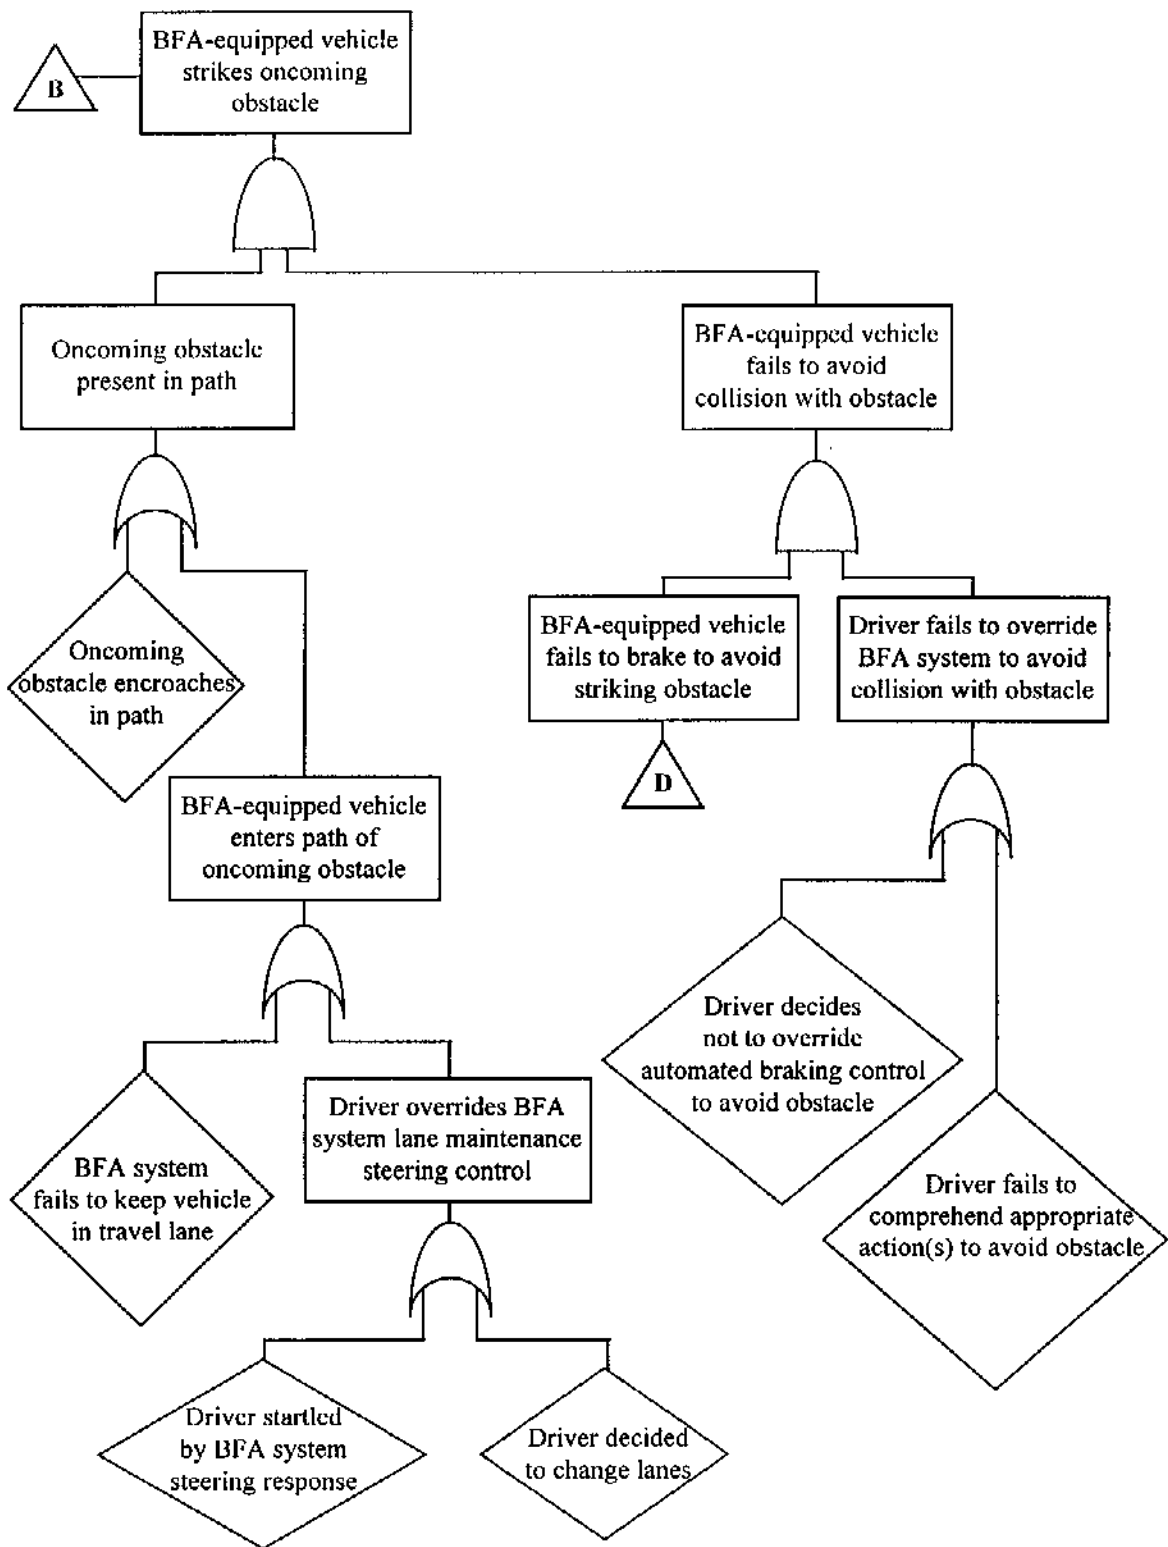 BFA-equipped vehicle
strikes oncoming
obstacle
B
Oncoming obstacle
present in path
BFA-equipped vehicle
fails to avoid
collision with obstacle
Oncoming
obstacle encroaches
in path
BFA-equipped vehicle
fails to brake to avoid
striking obstacle
Driver fails to override
BFA system to avoid
collision with obstacle
D
BFA-equipped vehicle
enters path of
oncoming obstacle
Driver decides
not to override
automated braking control
to avoid obstacle
BFA system
fails to keep vehicle
in travel lane
Driver overrides BFA
system lane maintenance
steering control
Driver fails to
comprehend appropriate
action(s) to avoid obstacle
Driver startled
by BFA system
steering response
Driver decided
to change lanes